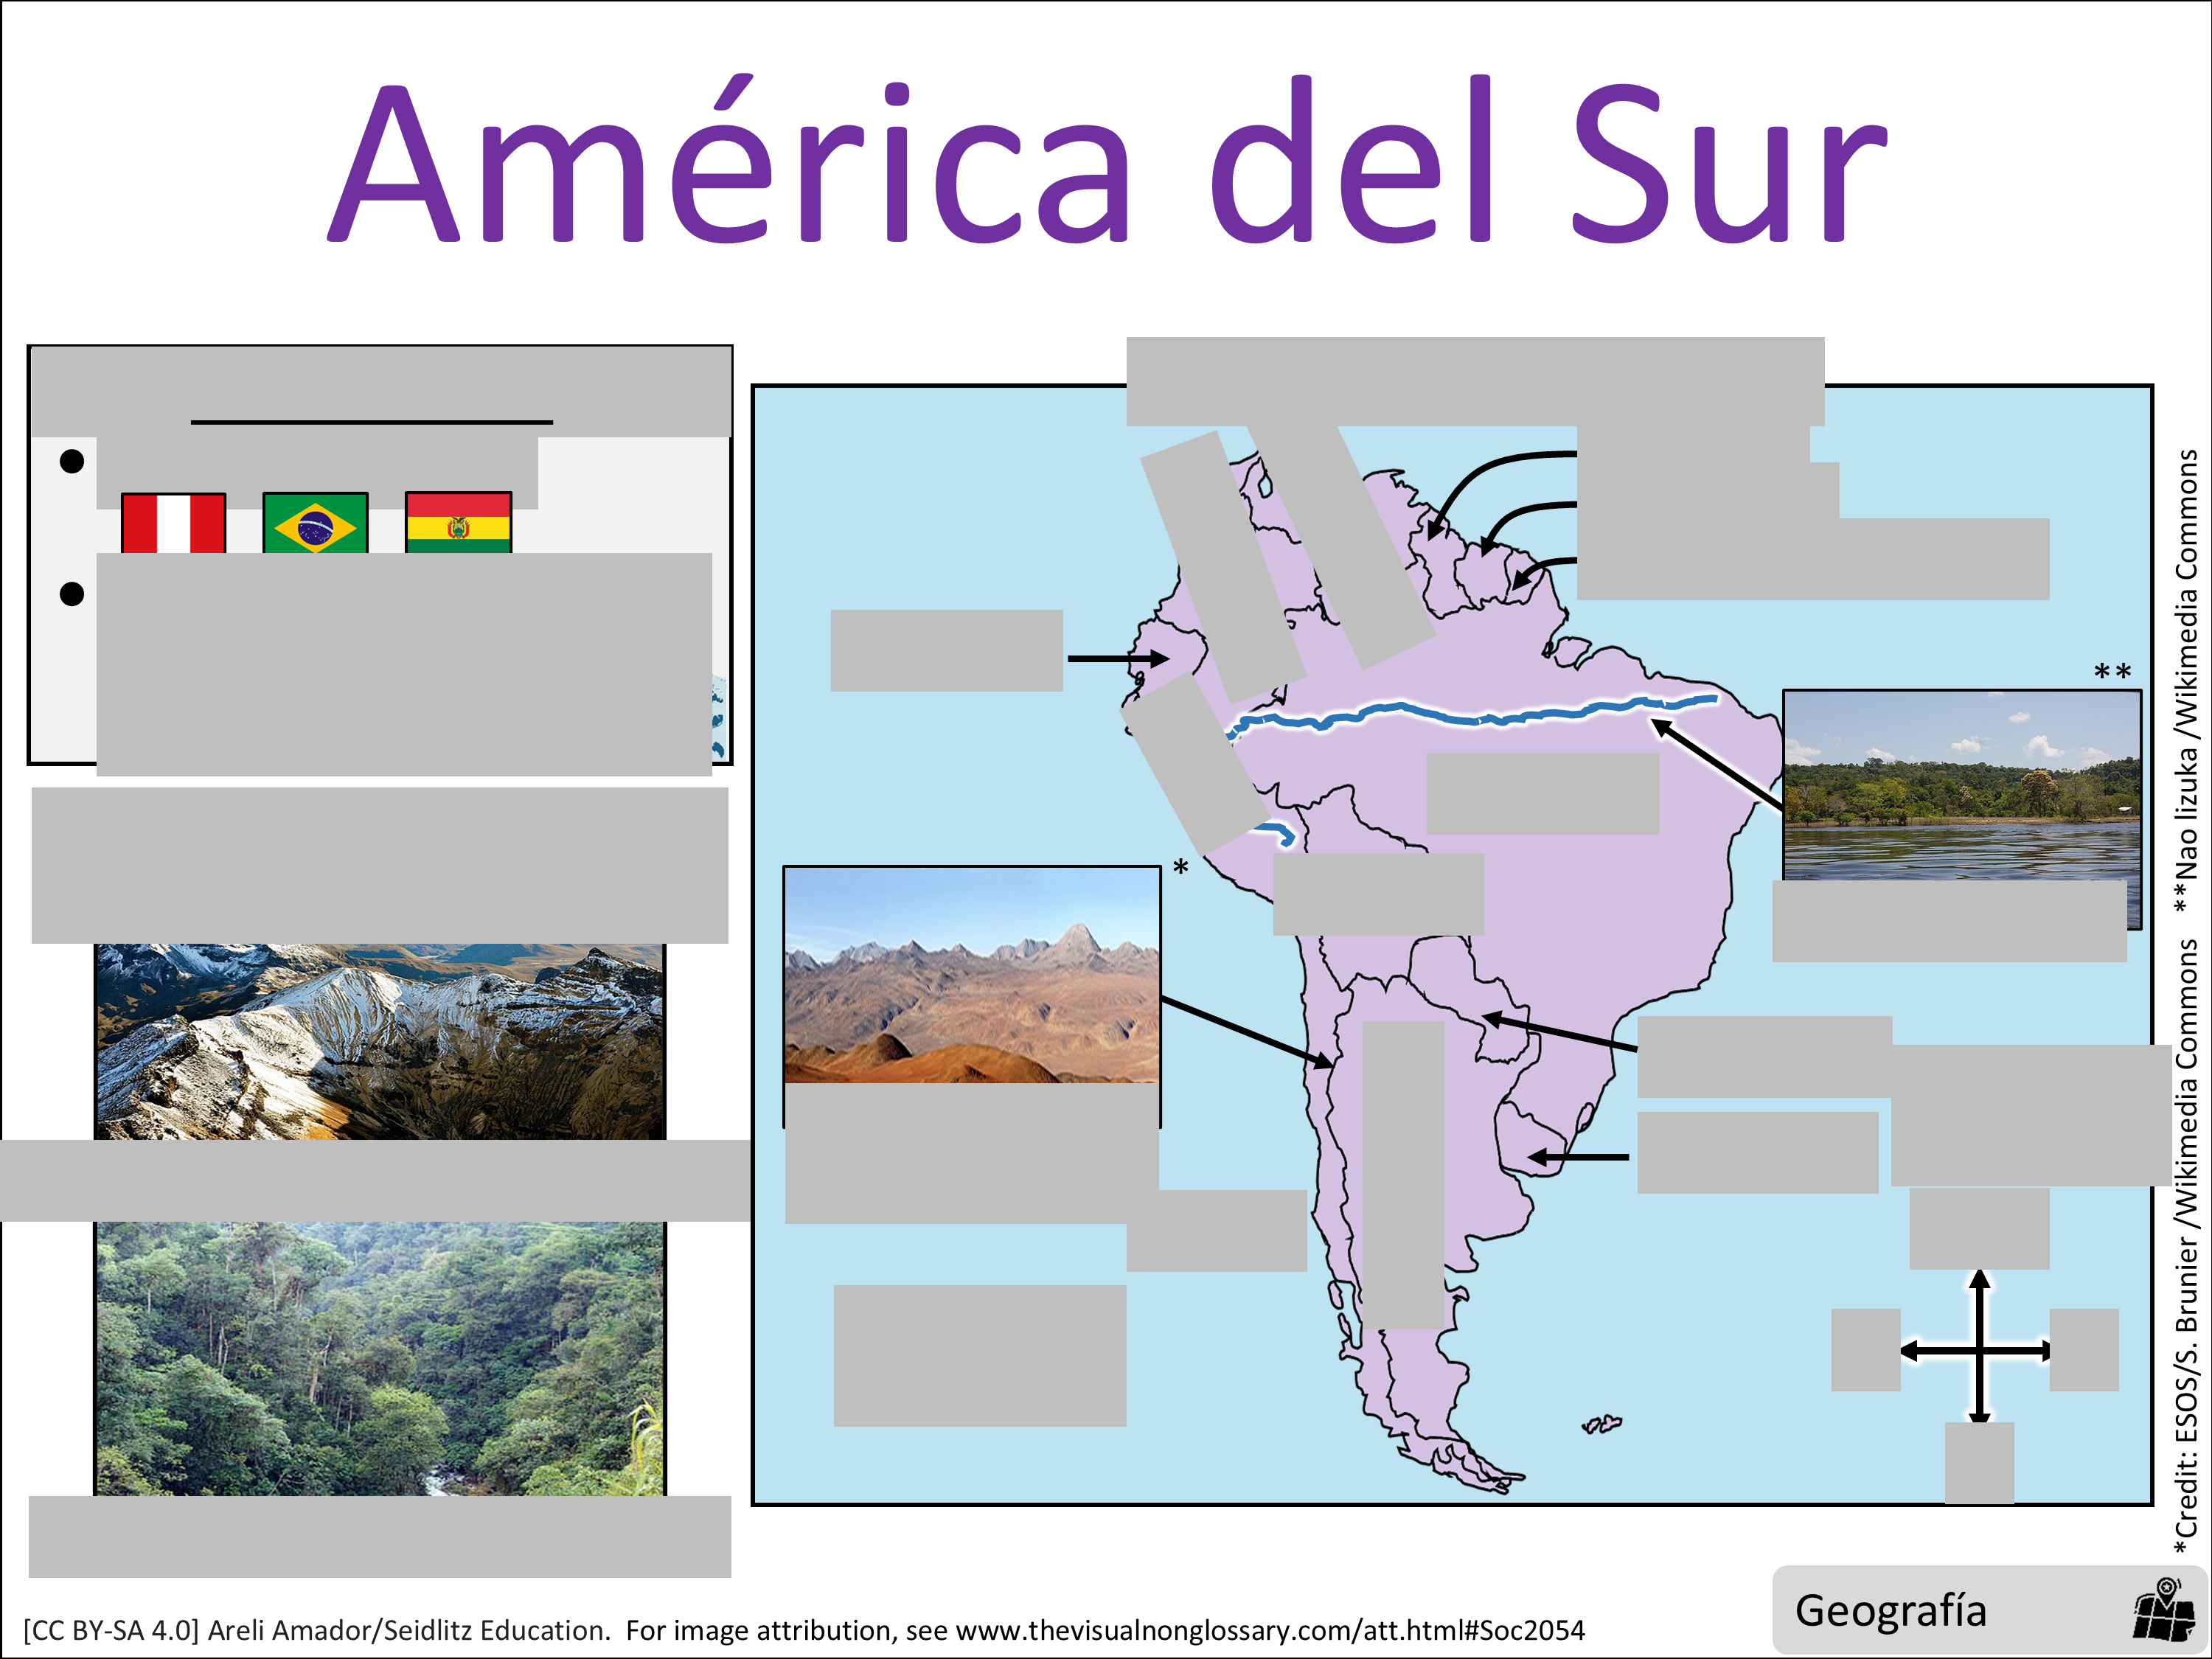 América del Sur
**
*
*Credit: ESOS/S. Brunier /Wikimedia Commons **Nao Iizuka /Wikimedia Commons
Geografía
[CC BY-SA 4.0] Areli Amador/Seidlitz Education. For image attribution, see www.thevisualnonglossary.com/att.html#Soc2054